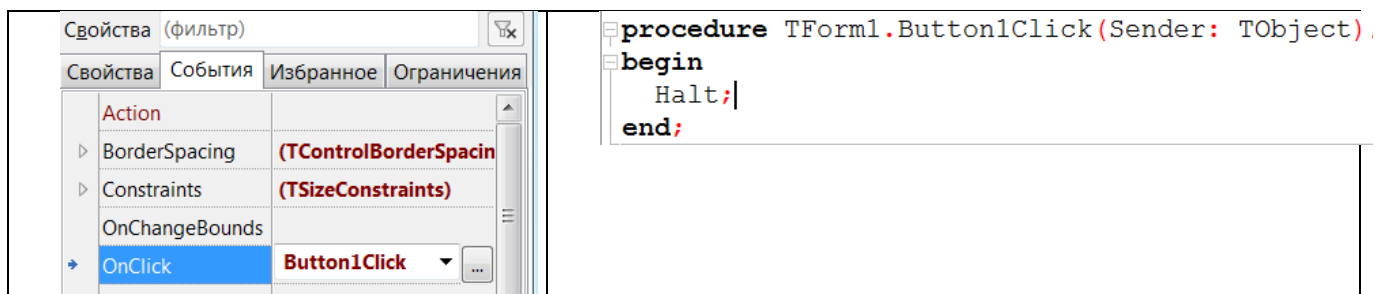 Свойства (фильтр)
Свойства События Избранное Ограничения
Action
BorderSpacing (TControlBorderSpacin
Constraints (TSizeConstraints)
OnChangeBounds
OnClick Button1Click ...
procedure TForm1.Button1Click(Sender: TObject)
begin
Halt;
end;